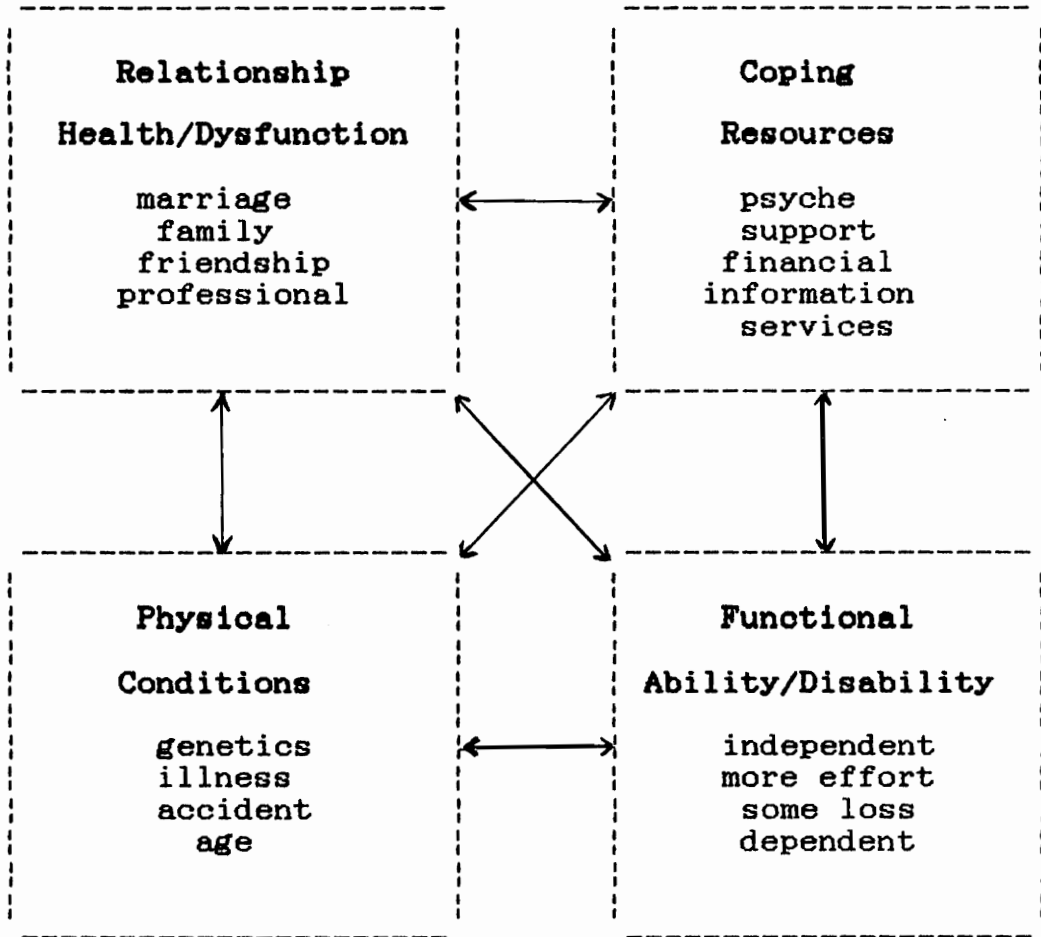 Relationship
Health/Dysfunction
marriage
family
friendship
professional
Coping
Resources
psyche
support
financial
information
services
Physical
Conditions
genetics
illness
accident
age
Functional
Ability/Disability
independent
more effort
some loss
dependent